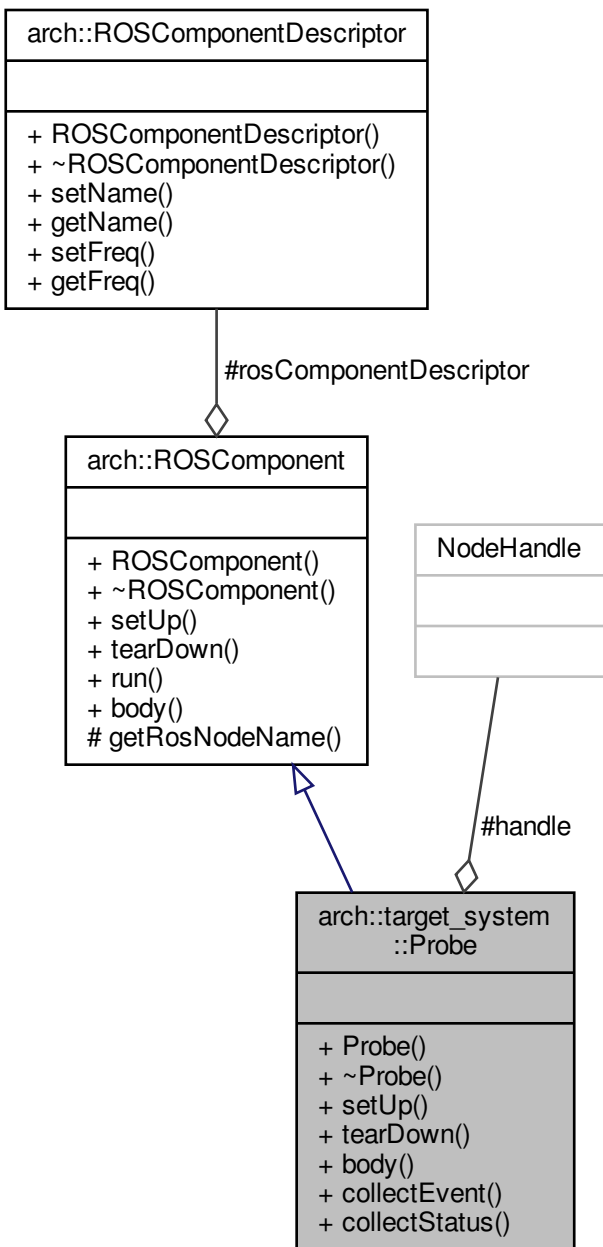 arch::ROSComponentDescriptor
+ ROSComponentDescriptor()
+ ~ROSComponentDescriptor()
+ setName()
+ getName()
+ setFreq()
+ getFreq()
#rosComponentDescriptor
arch::ROSComponent
+ ROSComponent()
+ ~ROSComponent()
+ setUp()
+ tearDown()
+ run()
+ body()
# getRosNodeName()
NodeHandle
#handle
arch::target_system
::Probe
+ Probe()
+ ~Probe()
+ setUp()
+ tearDown()
+ body()
+ collectEvent()
+ collectStatus()